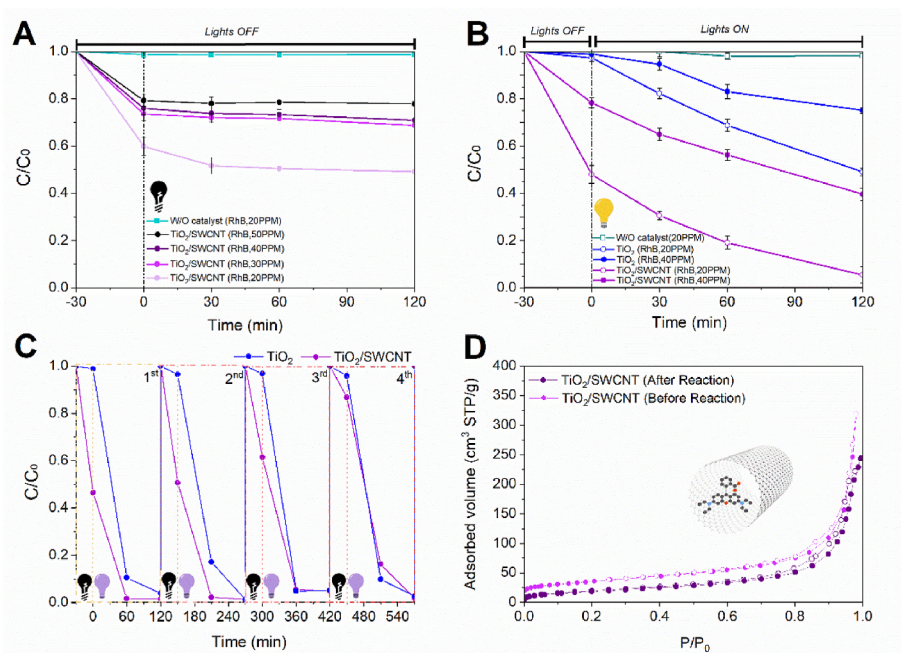 A
Lights OFF
C/C₀
1.0
0.8
0.6
0.4
0.2
0.0
W/O catalyst (RhB,20PPM)
TiO₂/SWCNT (RhB,50PPM)
TiO₂/SWCNT (RhB,40PPM)
TiO₂/SWCNT (RhB,30PPM)
TiO₂/SWCNT (RhB,20PPM)
-30 0 30 60 90 120
Time (min)
B
Lights OFF Lights ON
C/C₀
1.0
0.8
0.6
0.4
0.2
0.0
W/O catalyst(20PPM)
TiO₂ (RhB,20PPM)
TiO₂ (RhB,40PPM)
TiO₂/SWCNT (RhB,20PPM)
TiO₂/SWCNT (RhB,40PPM)
-30 0 30 60 90 120
Time (min)
C
TiO₂ TiO₂/SWCNT
1ˢᵗ 2ⁿᵈ 3ʳᵈ 4ᵗʰ
C/C₀
1.0
0.8
0.6
0.4
0.2
0.0
0 60 120 180 240 300 360 420 480 540
Time (min)
D
TiO₂/SWCNT (After Reaction)
TiO₂/SWCNT (Before Reaction)
Adsorbed volume (cm³ STP/g)
400
350
300
250
200
150
100
50
0
0.0 0.2 0.4 0.6 0.8 1.0
P/P₀